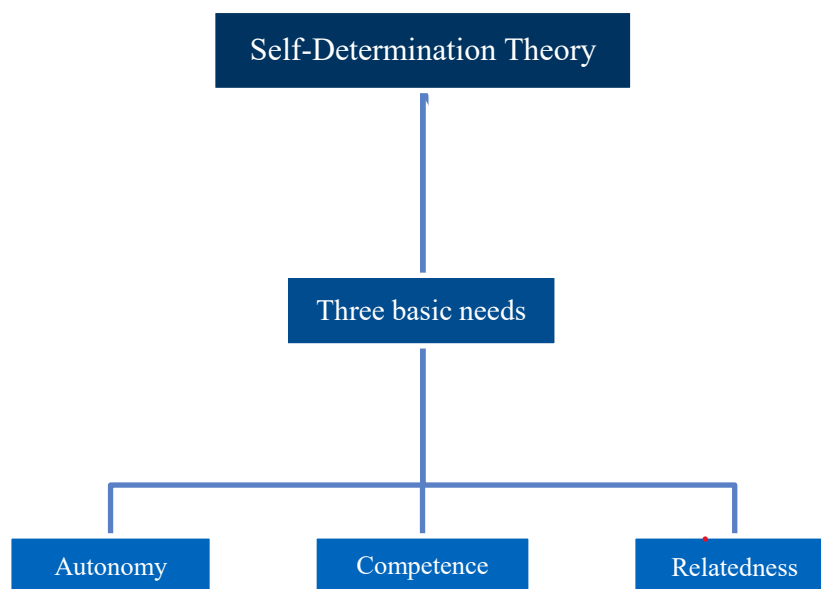 Self-Determination Theory
Three basic needs
Autonomy
Competence
Relatedness